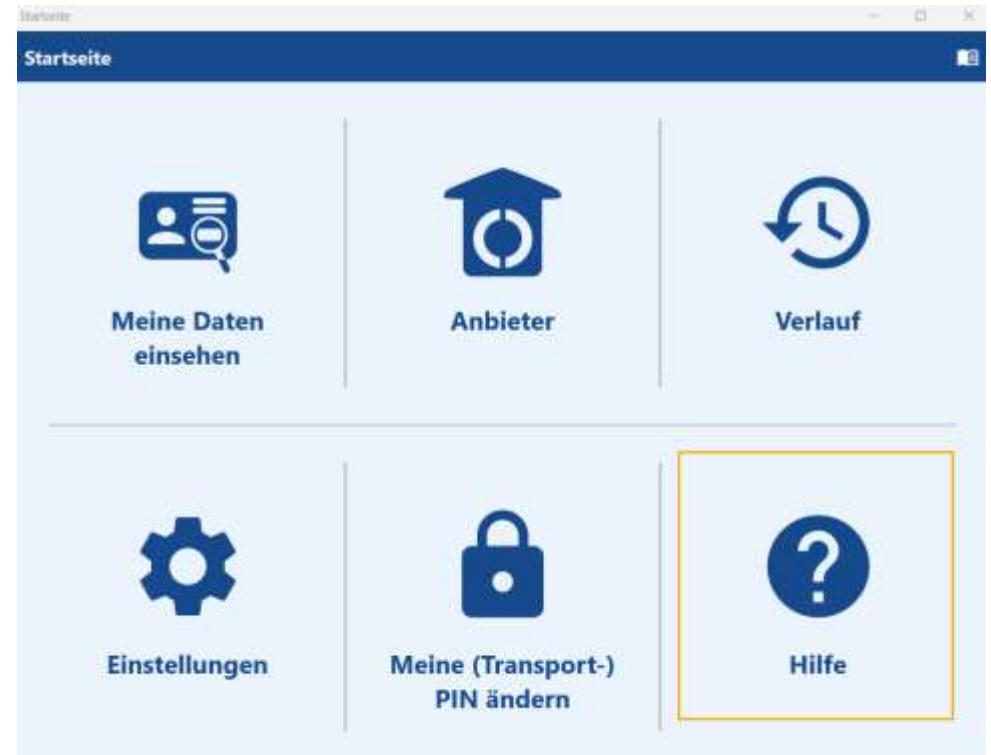 Startseite
Startseite
Meine Daten
einsehen
Anbieter
Verlauf
Einstellungen
Meine (Transport-)
PIN ändern
Hilfe